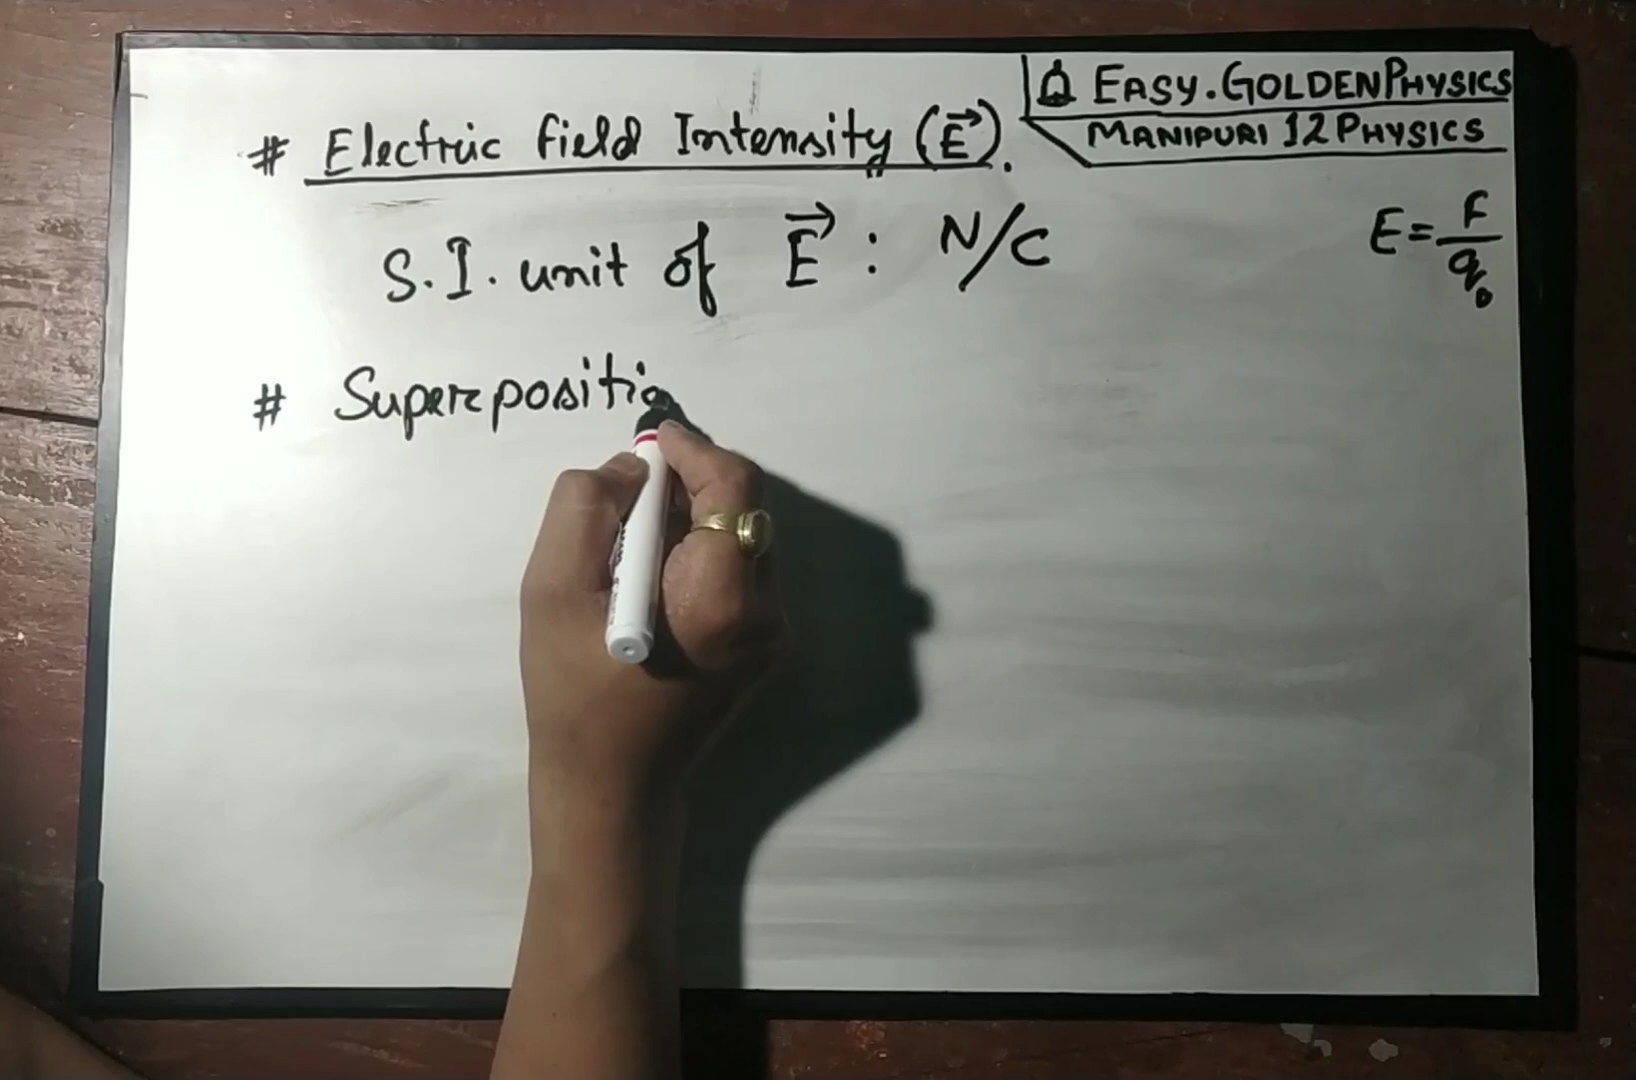 # Electric field Intensity (E→).
EASY.GOLDENPHYSICS
MANIPURI 12 PHYSICS
S.I. unit of E→ : N/C
E = F/q₀
# Superpositio